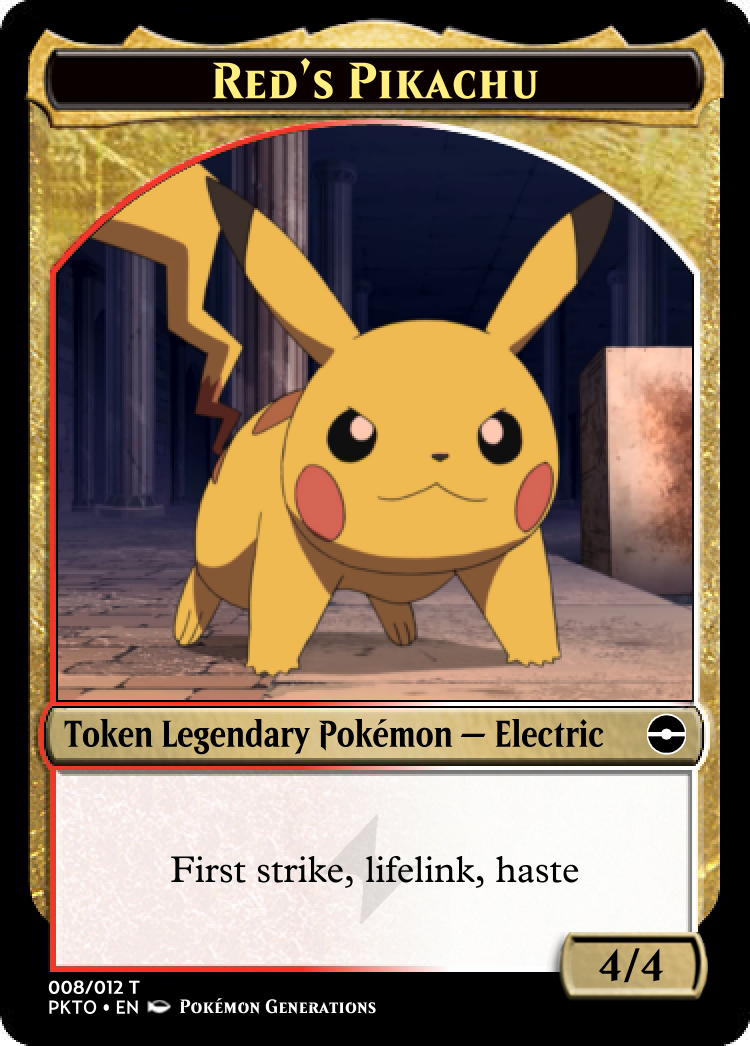 Red's Pikachu
Token Legendary Pokémon — Electric
First strike, lifelink, haste
4/4
008/012 T
PKTO • EN Pokémon Generations